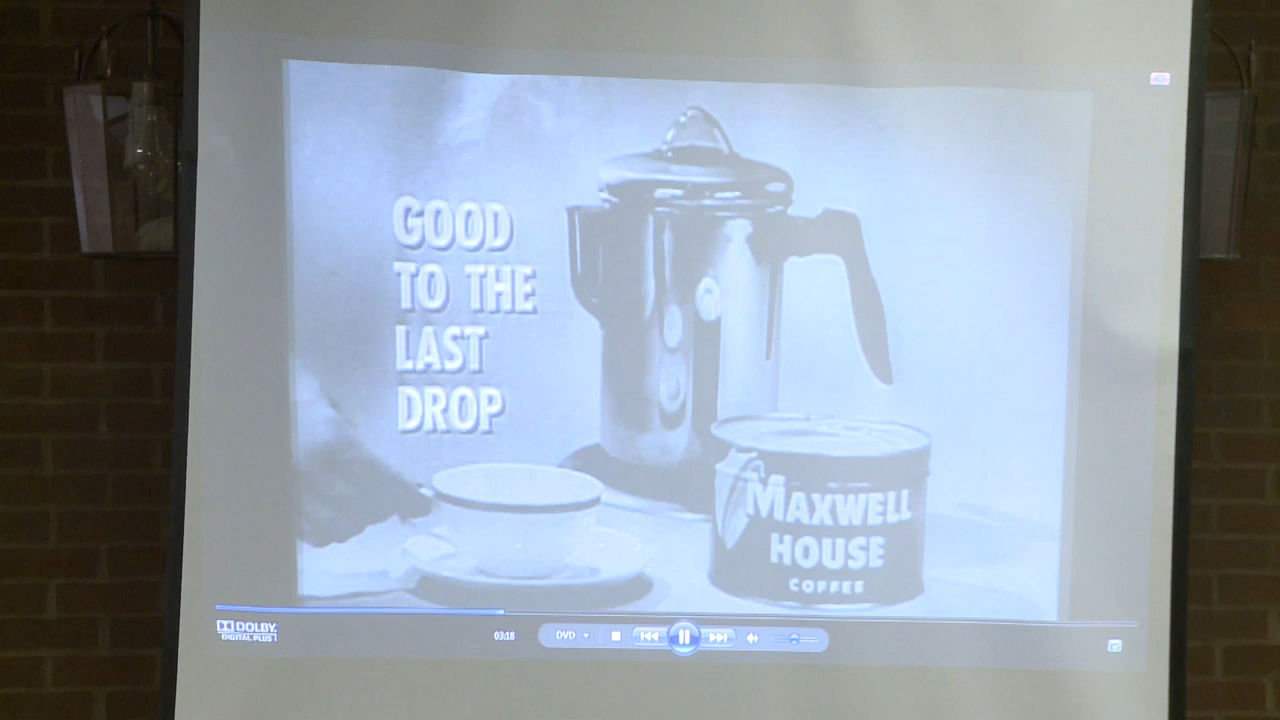 GOOD
TO THE
LAST
DROP
MAXWELL
HOUSE
COFFEE
DOLBY
DIGITAL PLUS
03:18
DVD